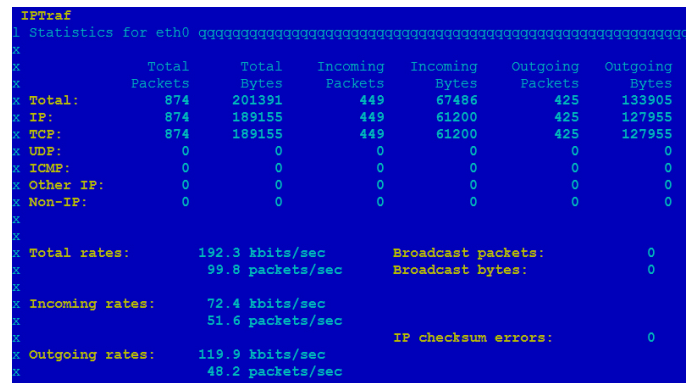 IPTraf
l Statistics for eth0 qqqqqqqqqqqqqqqqqqqqqqqqqqqqqqqqqqqqqqqqqqqqqqqqqqqqqqqqq
x
x Total Total Incoming Incoming Outgoing Outgoing
x Packets Bytes Packets Bytes Packets Bytes
x Total: 874 201391 449 67486 425 133905
x IP: 874 189155 449 61200 425 127955
x TCP: 874 189155 449 61200 425 127955
x UDP: 0 0 0 0 0 0
x ICMP: 0 0 0 0 0 0
x Other IP: 0 0 0 0 0 0
x Non-IP: 0 0 0 0 0 0
x
x
x Total rates: 192.3 kbits/sec Broadcast packets: 0
x 99.8 packets/sec Broadcast bytes: 0
x
x Incoming rates: 72.4 kbits/sec
x 51.6 packets/sec
x IP checksum errors: 0
x Outgoing rates: 119.9 kbits/sec
x 48.2 packets/sec